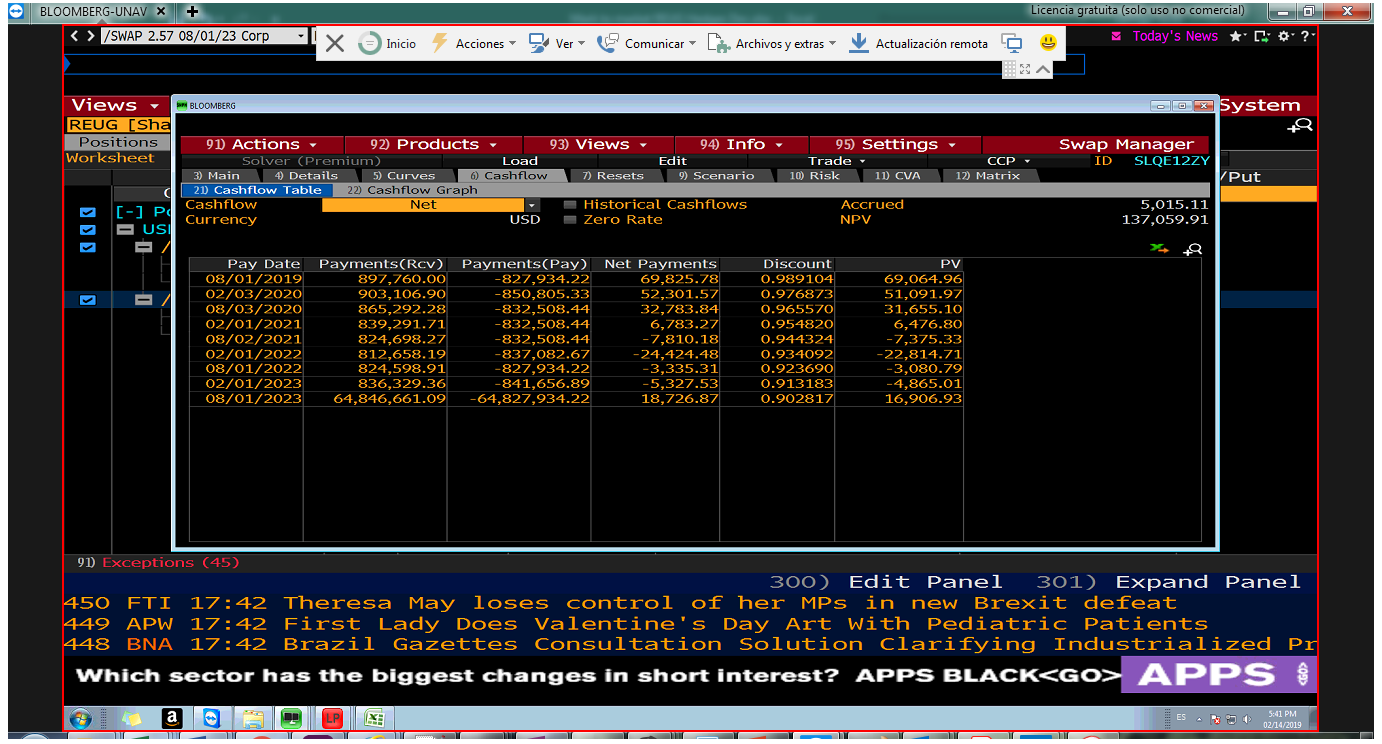 BLOOMBERG-UNAV
Licencia gratuita (solo uso no comercial)
/SWAP 2.57 08/01/23 Corp
Inicio Acciones Ver Comunicar Archivos y extras Actualización remota
Today's News
Views
System
BLOOMBERG
REUG [Sha
Positions
Worksheet
/Put
[-] P
US
91) Actions 92) Products 93) Views 94) Info 95) Settings Swap Manager
Solver (Premium) Load Edit Trade CCP ID SLQE12ZY
3) Main 4) Details 5) Curves 6) Cashflow 7) Resets 9) Scenario 10) Risk 11) CVA 12) Matrix
21) Cashflow Table 22) Cashflow Graph
Cashflow Net Historical Cashflows Accrued 5,015.11
Currency USD Zero Rate NPV 137,059.91
Pay Date Payments(Rcv) Payments(Pay) Net Payments Discount PV
08/01/2019 897,760.00 -827,934.22 69,825.78 0.989104 69,064.96
02/03/2020 903,106.90 -850,805.33 52,301.57 0.976873 51,091.97
08/03/2020 865,292.28 -832,508.44 32,783.84 0.965570 31,655.10
02/01/2021 839,291.71 -832,508.44 6,783.27 0.954820 6,476.80
08/02/2021 824,698.27 -832,508.44 -7,810.18 0.944324 -7,375.33
02/01/2022 812,658.19 -837,082.67 -24,424.48 0.934092 -22,814.71
08/01/2022 824,598.91 -827,934.22 -3,335.31 0.923690 -3,080.79
02/01/2023 836,329.36 -841,656.89 -5,327.53 0.913183 -4,865.01
08/01/2023 64,846,661.09 -64,827,934.22 18,726.87 0.902817 16,906.93
91) Exceptions (45)
300) Edit Panel 301) Expand Panel
450 FTI 17:42 Theresa May loses control of her MPs in new Brexit defeat
449 APW 17:42 First Lady Does Valentine's Day Art With Pediatric Patients
448 BNA 17:42 Brazil Gazettes Consultation Solution Clarifying Industrialized Pr
Which sector has the biggest changes in short interest? APPS BLACK<GO> APPS
ES 5:41 PM
02/14/2019